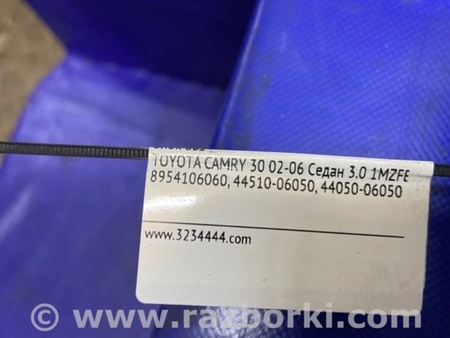 TOYOTA CAMRY 30 02-06 Седан 3.0 1MZFE
8954106060, 44510-06050, 44050-06050
www.3234444.com
www.razborki.com